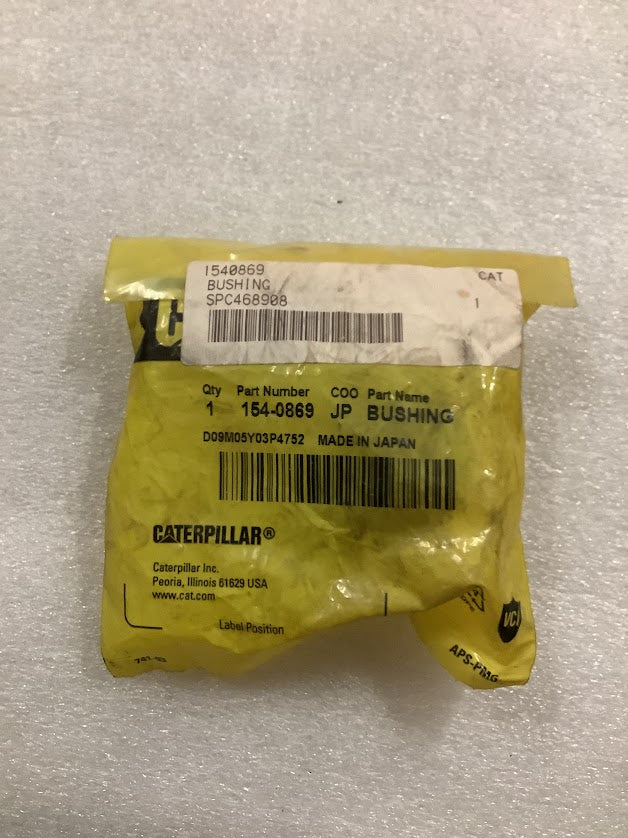 1540869
BUSHING
SPC468908
CAT
1
Qty Part Number COO Part Name
1 154-0869 JP BUSHING
D09M05Y03P4752 MADE IN JAPAN
CATERPILLAR®
Caterpillar Inc.
Peoria, Illinois 61629 USA
www.cat.com
Label Position
VCI
APS-PMG